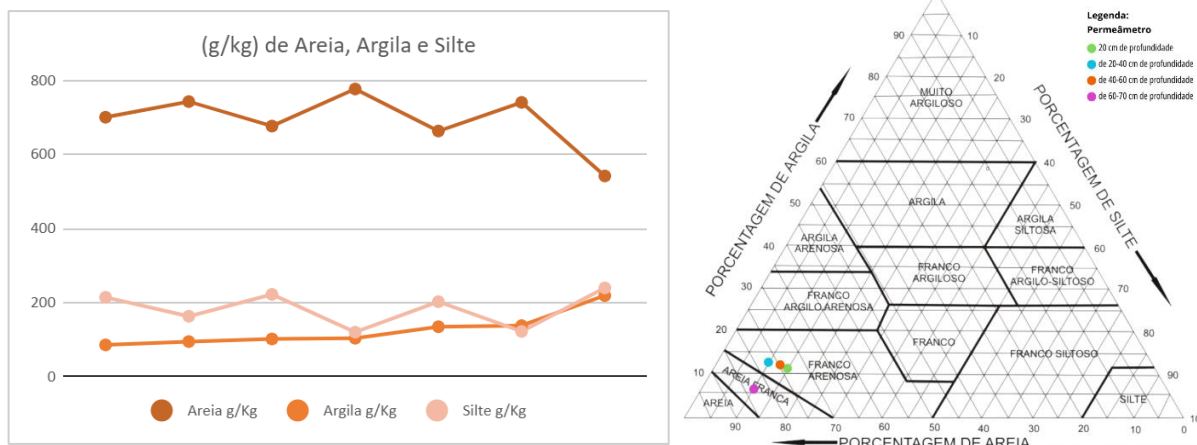 (g/kg) de Areia, Argila e Silte
800
600
400
200
0
Areia g/Kg
Argila g/Kg
Silte g/Kg
Legenda:
Permeâmetro
20 cm de profundidade
de 20-40 cm de profundidade
de 40-60 cm de profundidade
de 60-70 cm de profundidade
PORCENTAGEM DE ARGILA
90
80
70
60
50
40
30
20
10
PORCENTAGEM DE SILTE
10
20
30
40
50
60
70
80
90
MUITO
ARGILOSO
ARGILA
ARGILA
SILTOSA
ARGILA
ARENOSA
FRANCO
ARGILOSO
FRANCO
ARGILO-SILTOSO
FRANCO
ARGILO,ARENOSA
FRANCO
FRANCO SILTOSO
FRANCO
ARENOSA
AREIA FRANCA
AREIA
SILTE
90
80
70
60
50
40
30
20
10
0
PORCENTAGEM DE AREIA